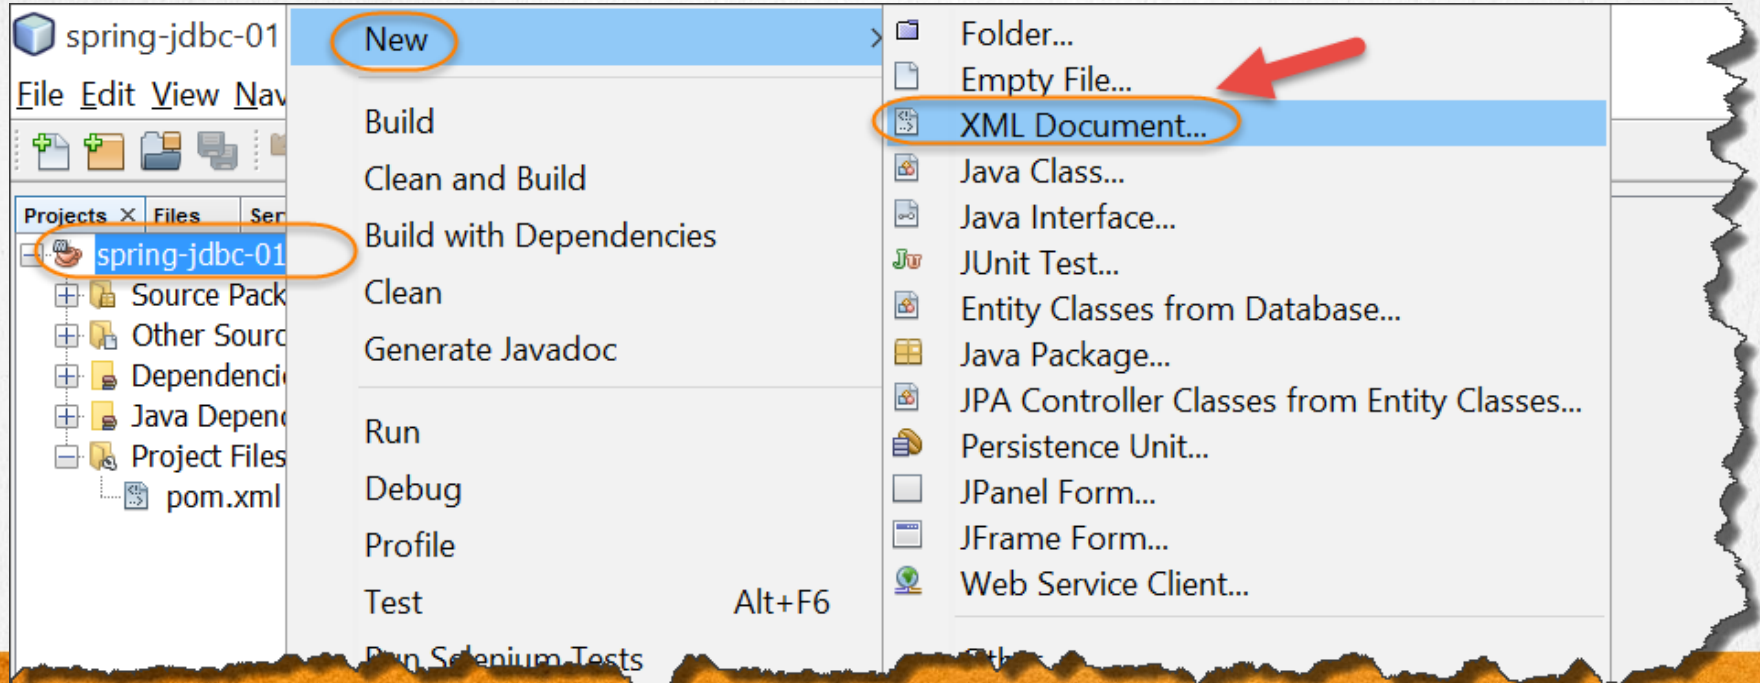 spring-jdbc-01
File Edit View Nav
Projects Files Ser
spring-jdbc-01
Source Pack
Other Sourc
Dependenci
Java Depen
Project Files
pom.xml
New
Build
Clean and Build
Build with Dependencies
Clean
Generate Javadoc
Run
Debug
Profile
Test Alt+F6
Run Selenium Tests
Folder...
Empty File...
XML Document...
Java Class...
Java Interface...
JUnit Test...
Entity Classes from Database...
Java Package...
JPA Controller Classes from Entity Classes...
Persistence Unit...
JPanel Form...
JFrame Form...
Web Service Client...